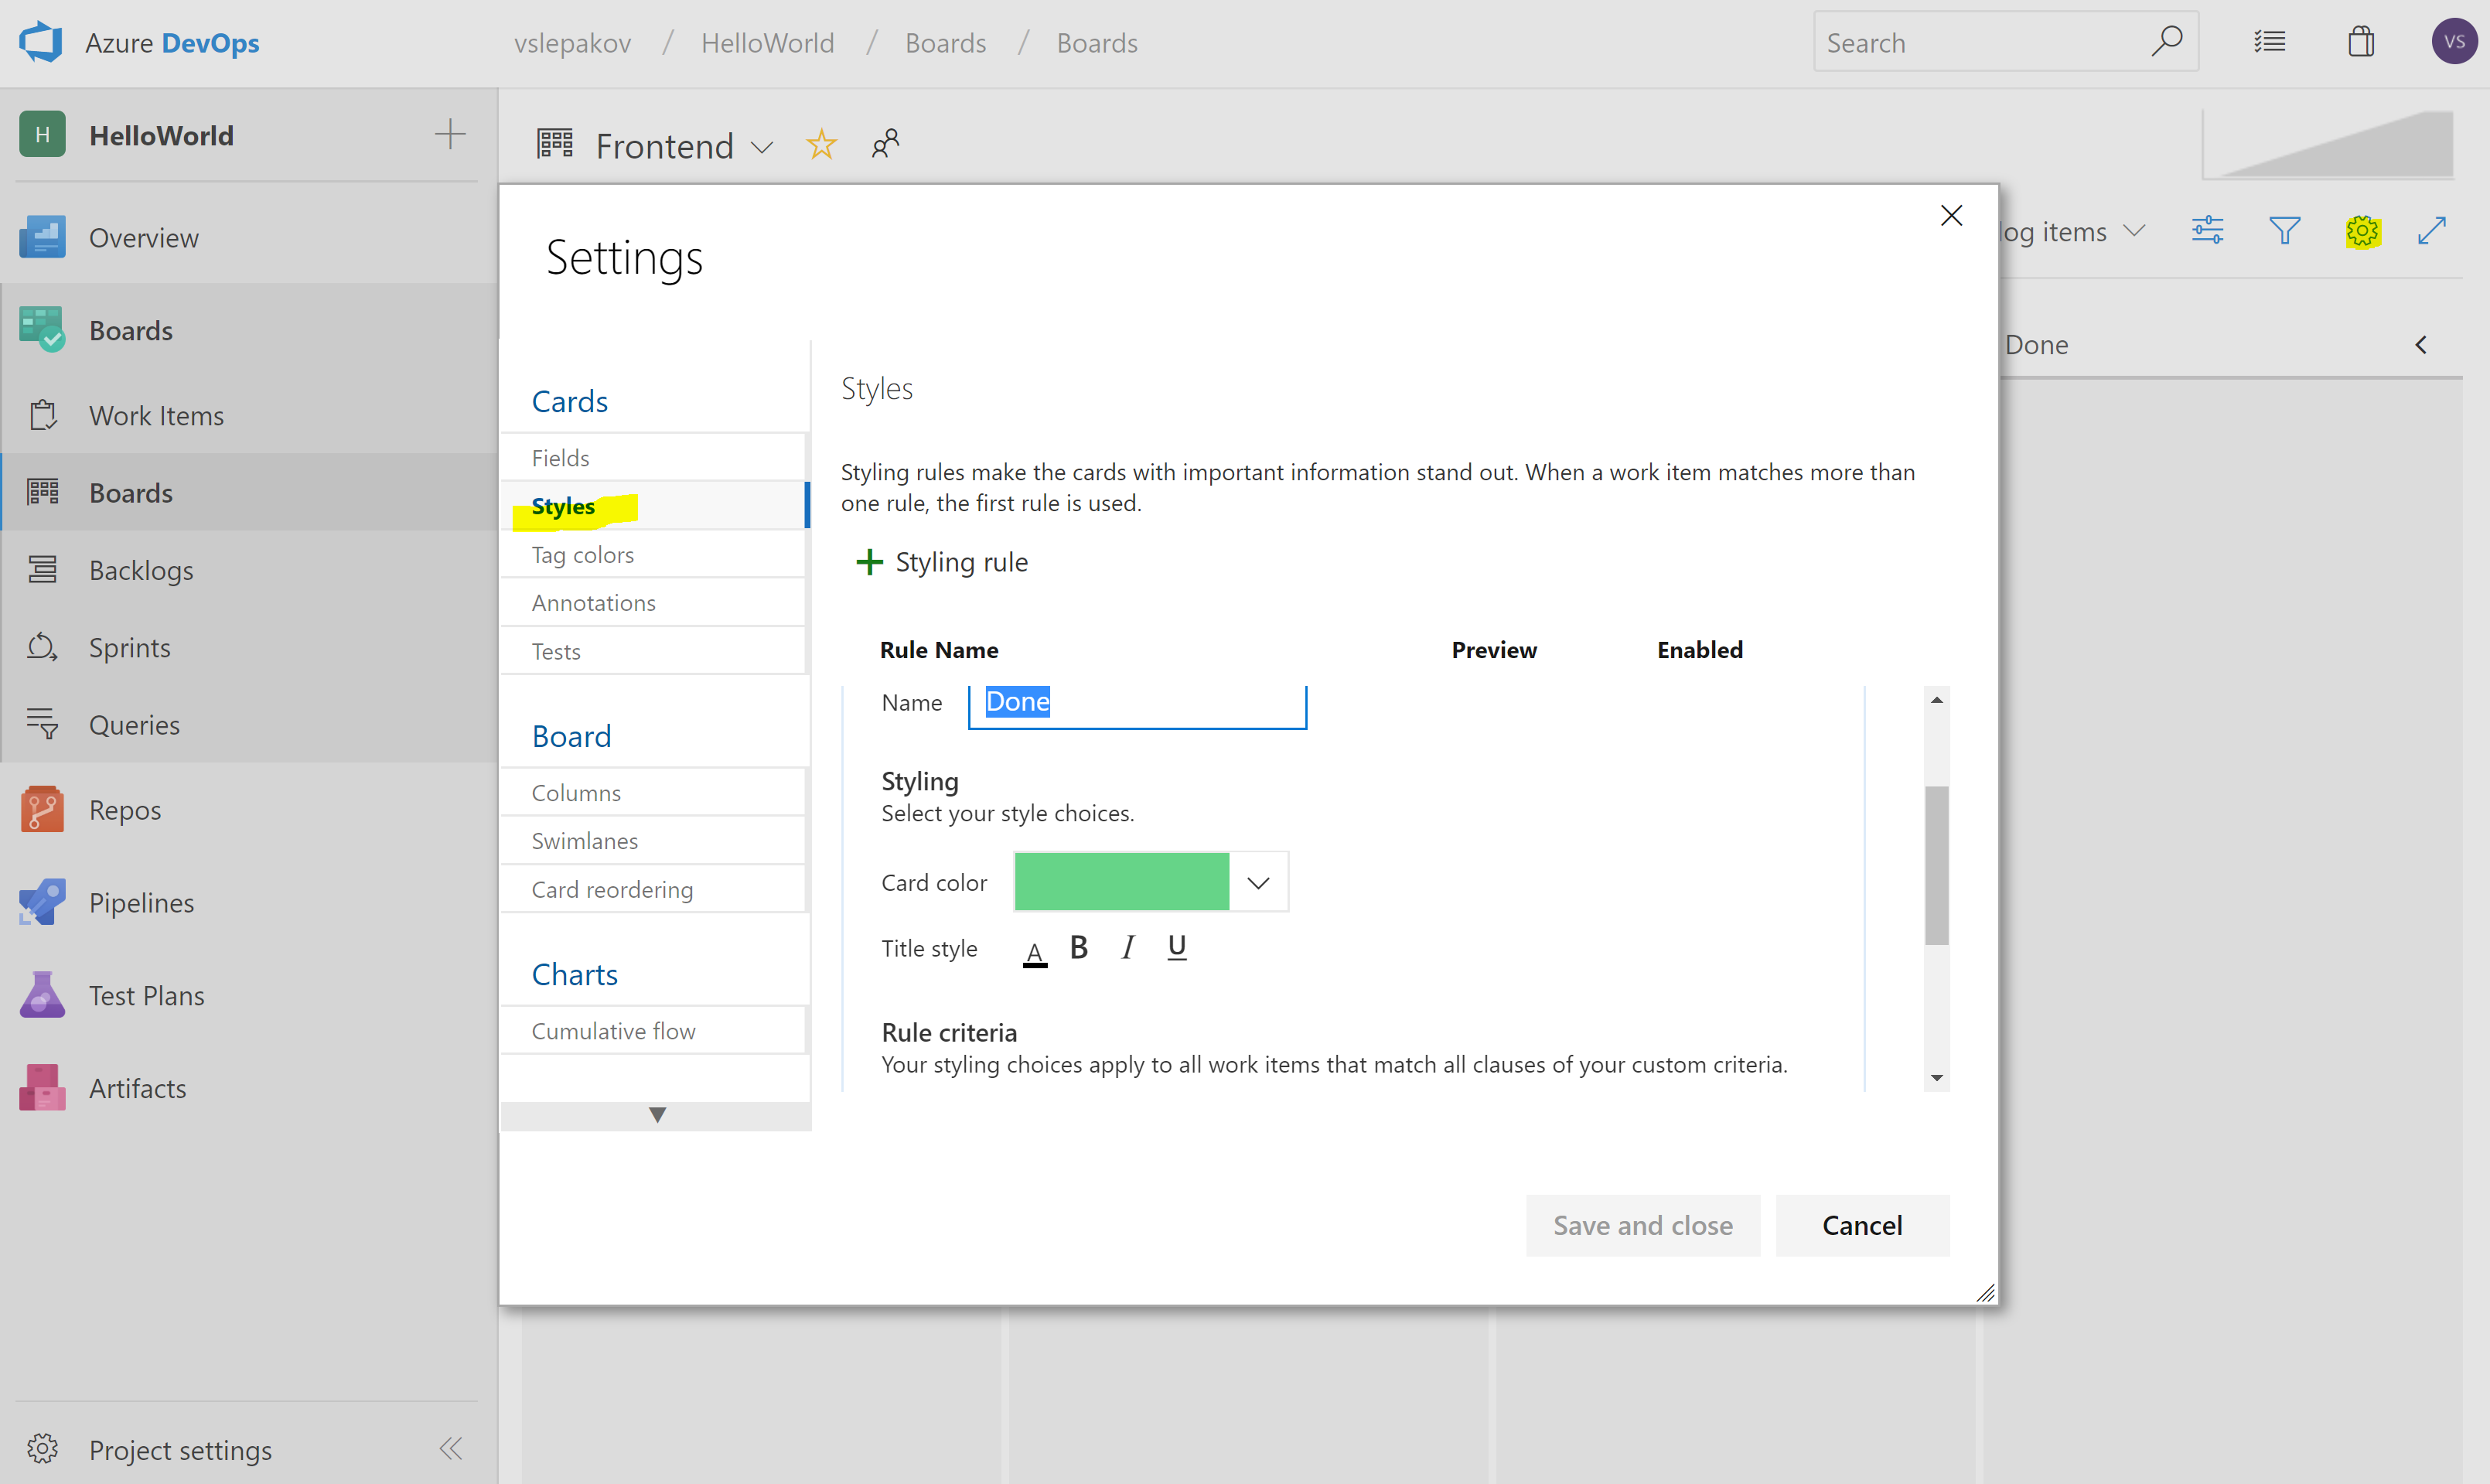 Azure DevOps
vslepakov / HelloWorld / Boards / Boards
Search
VS
H HelloWorld
Overview
Boards
Work Items
Boards
Backlogs
Sprints
Queries
Repos
Pipelines
Test Plans
Artifacts
Project settings
Frontend
log items
Done
Settings
Cards
Fields
Styles
Tag colors
Annotations
Tests
Board
Columns
Swimlanes
Card reordering
Charts
Cumulative flow
Styles
Styling rules make the cards with important information stand out. When a work item matches more than
one rule, the first rule is used.
Styling rule
Rule Name Preview Enabled
Name Done
Styling
Select your style choices.
Card color
Title style A B I U
Rule criteria
Your styling choices apply to all work items that match all clauses of your custom criteria.
Save and close Cancel